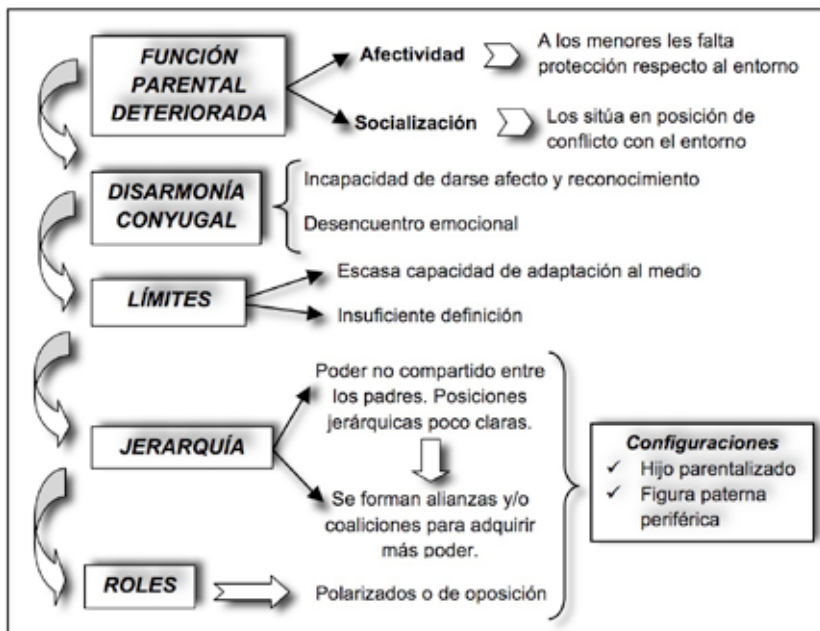 FUNCIÓN
PARENTAL
DETERIORADA
Afectividad
A los menores les falta
protección respecto al entorno
Socialización
Los sitúa en posición de
conflicto con el entorno
DISARMONÍA
CONYUGAL
Incapacidad de darse afecto y reconocimiento
Desencuentro emocional
LÍMITES
Escasa capacidad de adaptación al medio
Insuficiente definición
JERARQUÍA
Poder no compartido entre
los padres. Posiciones
jerárquicas poco claras.
Se forman alianzas y/o
coaliciones para adquirir
más poder.
Configuraciones
✓ Hijo parentalizado
✓ Figura paterna
periférica
ROLES
Polarizados o de oposición